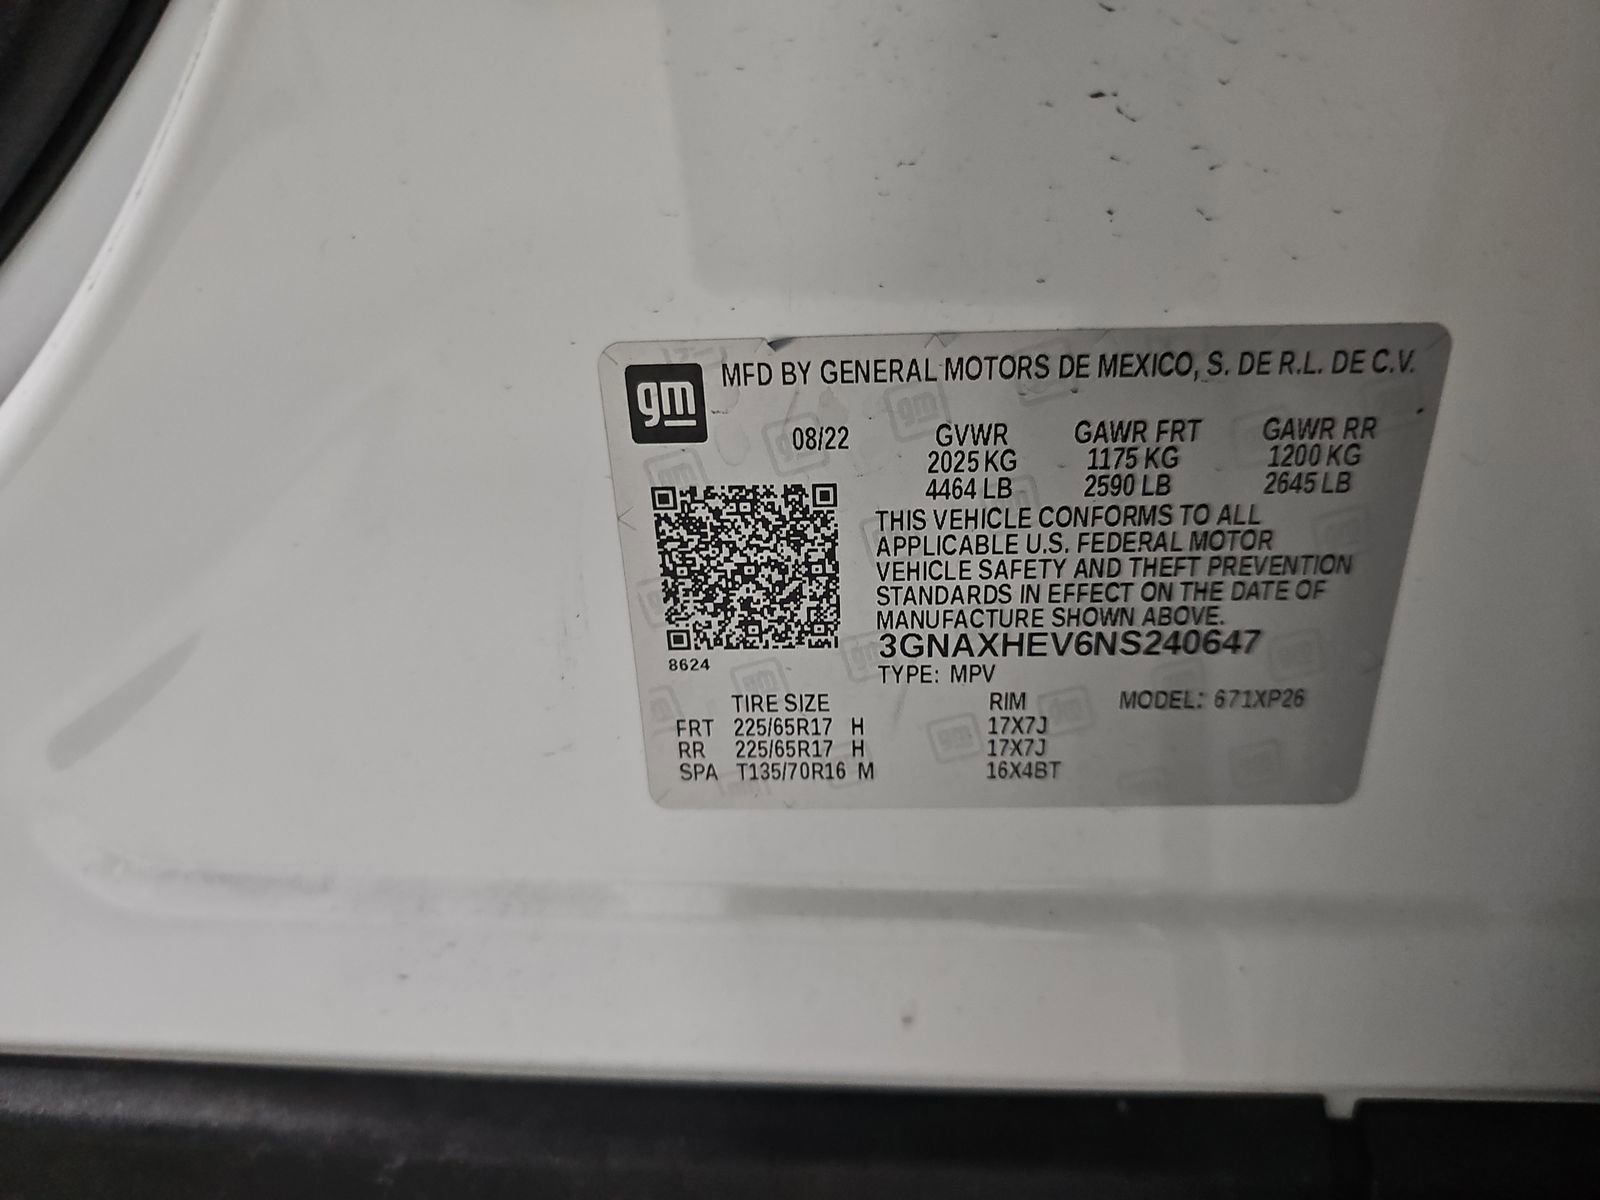 gm MFD BY GENERAL MOTORS DE MEXICO, S. DE R.L. DE C.V.
08/22 GVWR GAWR FRT GAWR RR
2025 KG 1175 KG 1200 KG
4464 LB 2590 LB 2645 LB
THIS VEHICLE CONFORMS TO ALL
APPLICABLE U.S. FEDERAL MOTOR
VEHICLE SAFETY AND THEFT PREVENTION
STANDARDS IN EFFECT ON THE DATE OF
MANUFACTURE SHOWN ABOVE.
3GNAXHEV6NS240647
8624
TYPE: MPV
TIRE SIZE RIM MODEL: 671XP26
FRT 225/65R17 H 17X7J
RR 225/65R17 H 17X7J
SPA T135/70R16 M 16X4BT